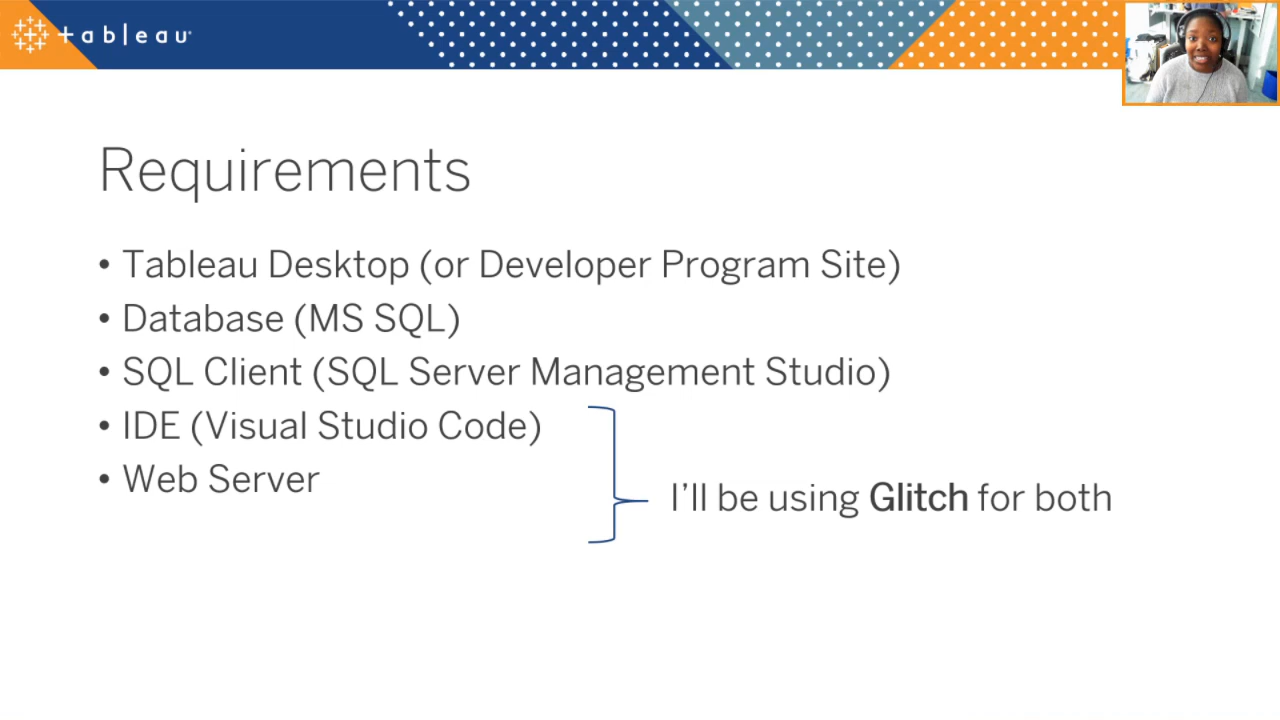 tableau
Requirements
• Tableau Desktop (or Developer Program Site)
• Database (MS SQL)
• SQL Client (SQL Server Management Studio)
• IDE (Visual Studio Code)
• Web Server
I’ll be using Glitch for both